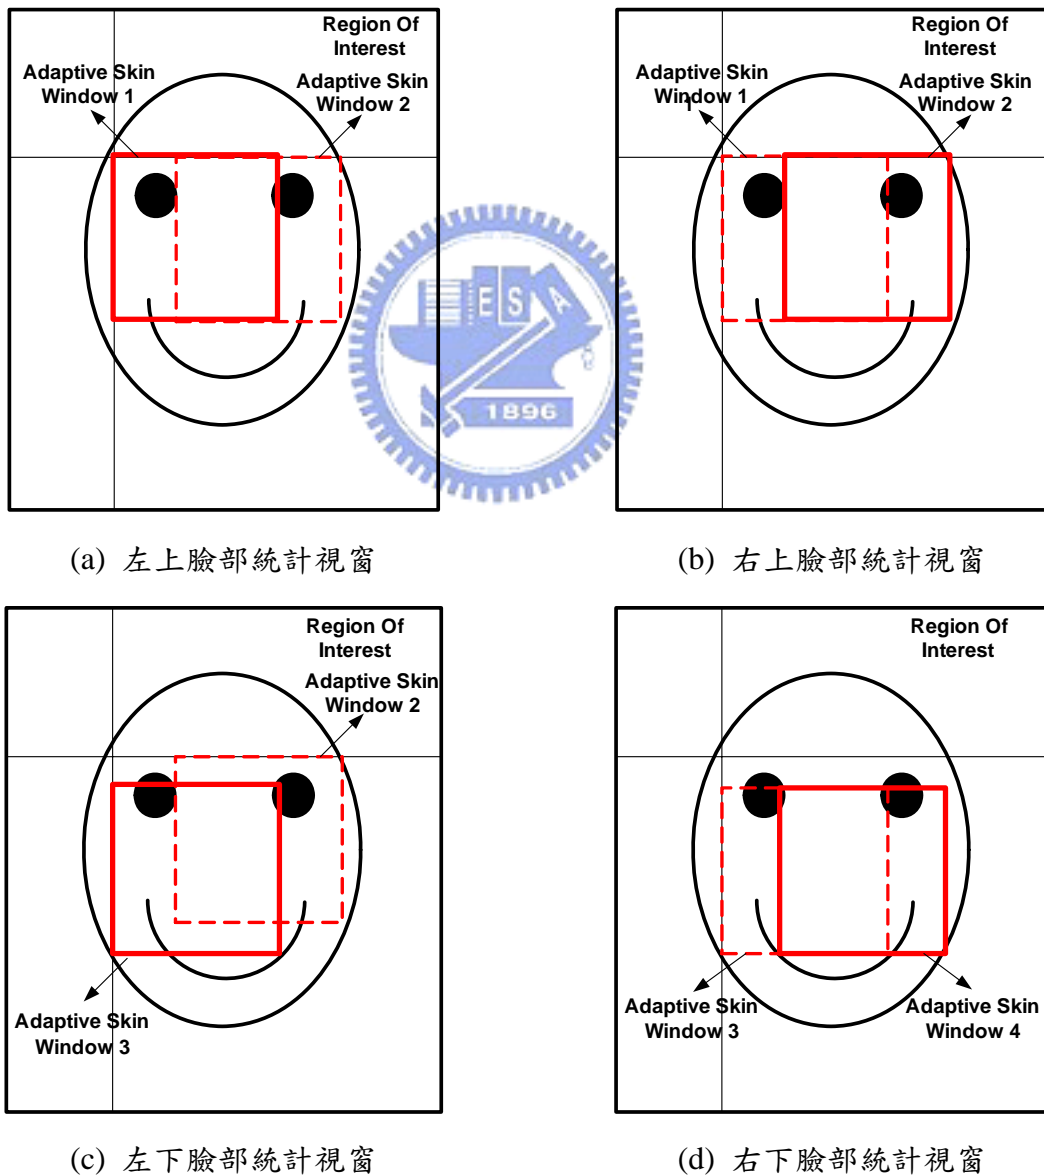 Region Of
Interest
Adaptive Skin
Window 1
Adaptive Skin
Window 2
Region Of
Interest
Adaptive Skin
Window 1
1
Adaptive Skin
Window 2
E S A
1896
(a) 左上臉部統計視窗
(b) 右上臉部統計視窗
Region Of
Interest
Adaptive Skin
Window 2
Adaptive Skin
Window 3
Region Of
Interest
Adaptive Skin
Window 3
Adaptive Skin
Window 4
(c) 左下臉部統計視窗
(d) 右下臉部統計視窗